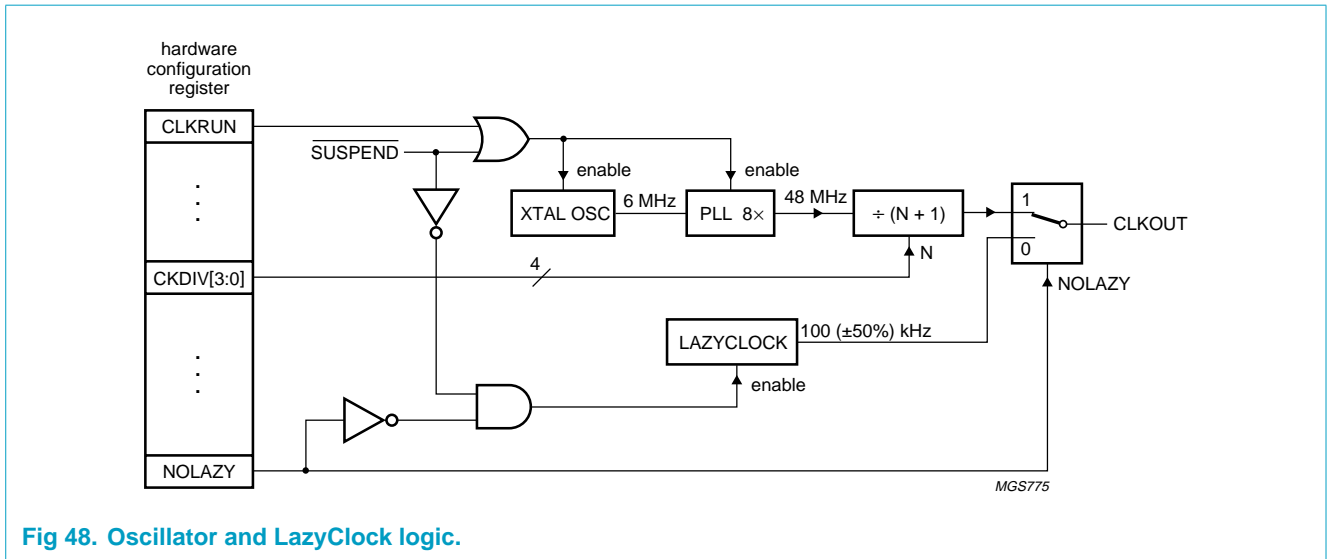 hardware
configuration
register
CLKRUN
SUSPEND
enable
enable
XTAL OSC
6 MHz
PLL 8×
48 MHz
÷ (N + 1)
1
0
CLKOUT
N
NOLAZY
CKDIV[3:0]
4
LAZYCLOCK
100 (±50%) kHz
enable
NOLAZY
MGS775
Fig 48. Oscillator and LazyClock logic.